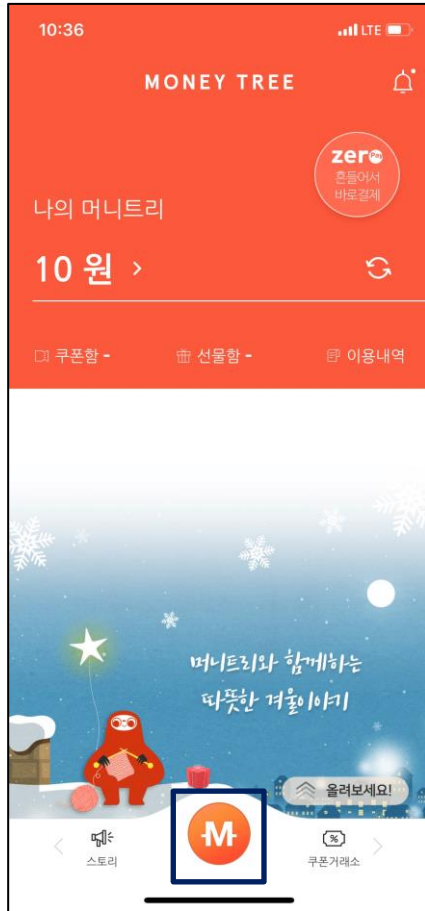 10:36
LTE
MONEY TREE
zero Pay
흔들어서
바로결제
나의 머니트리
10 원 >
쿠폰함 -
선물함 -
이용내역
머니트리와 함께하는
따뜻한 겨울이야기
올려보세요!
M
스토리
쿠폰거래소